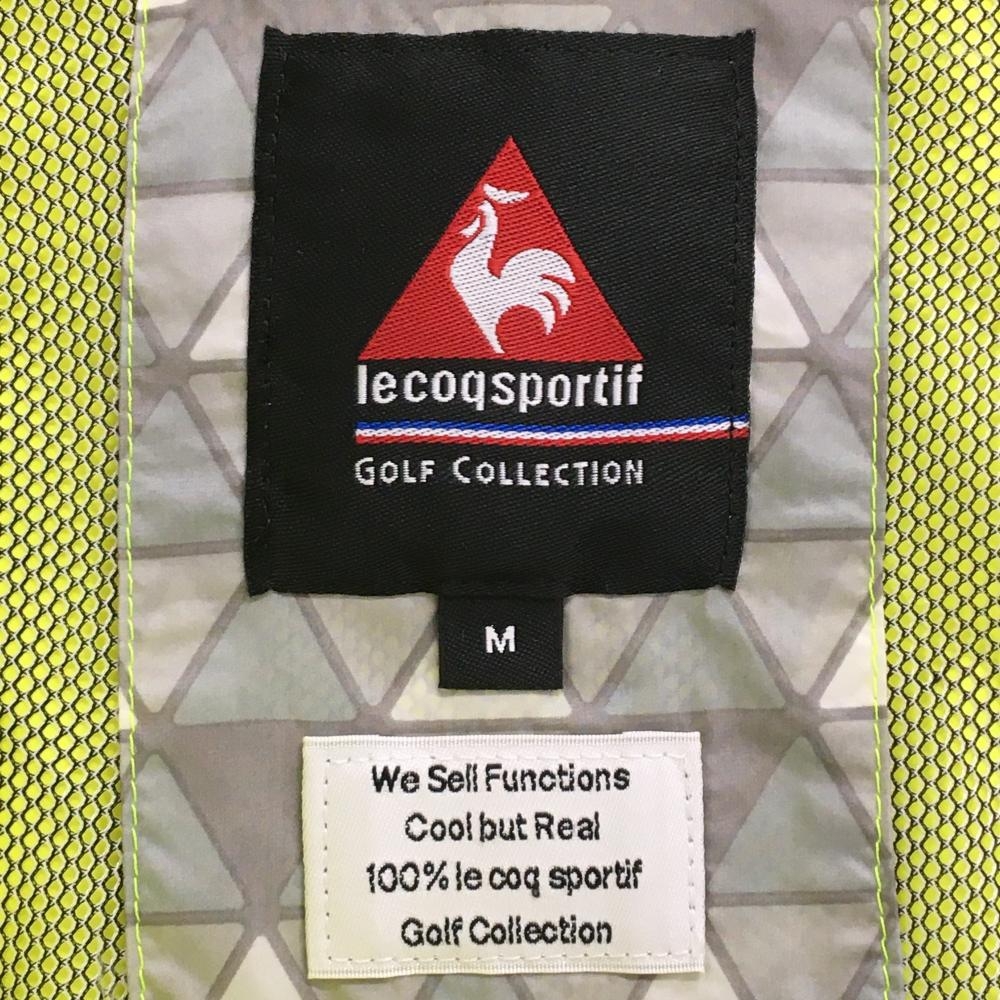 lecoqsportif
GOLF COLLECTION
M
We Sell Functions
Cool but Real
100% le coq sportif
Golf Collection